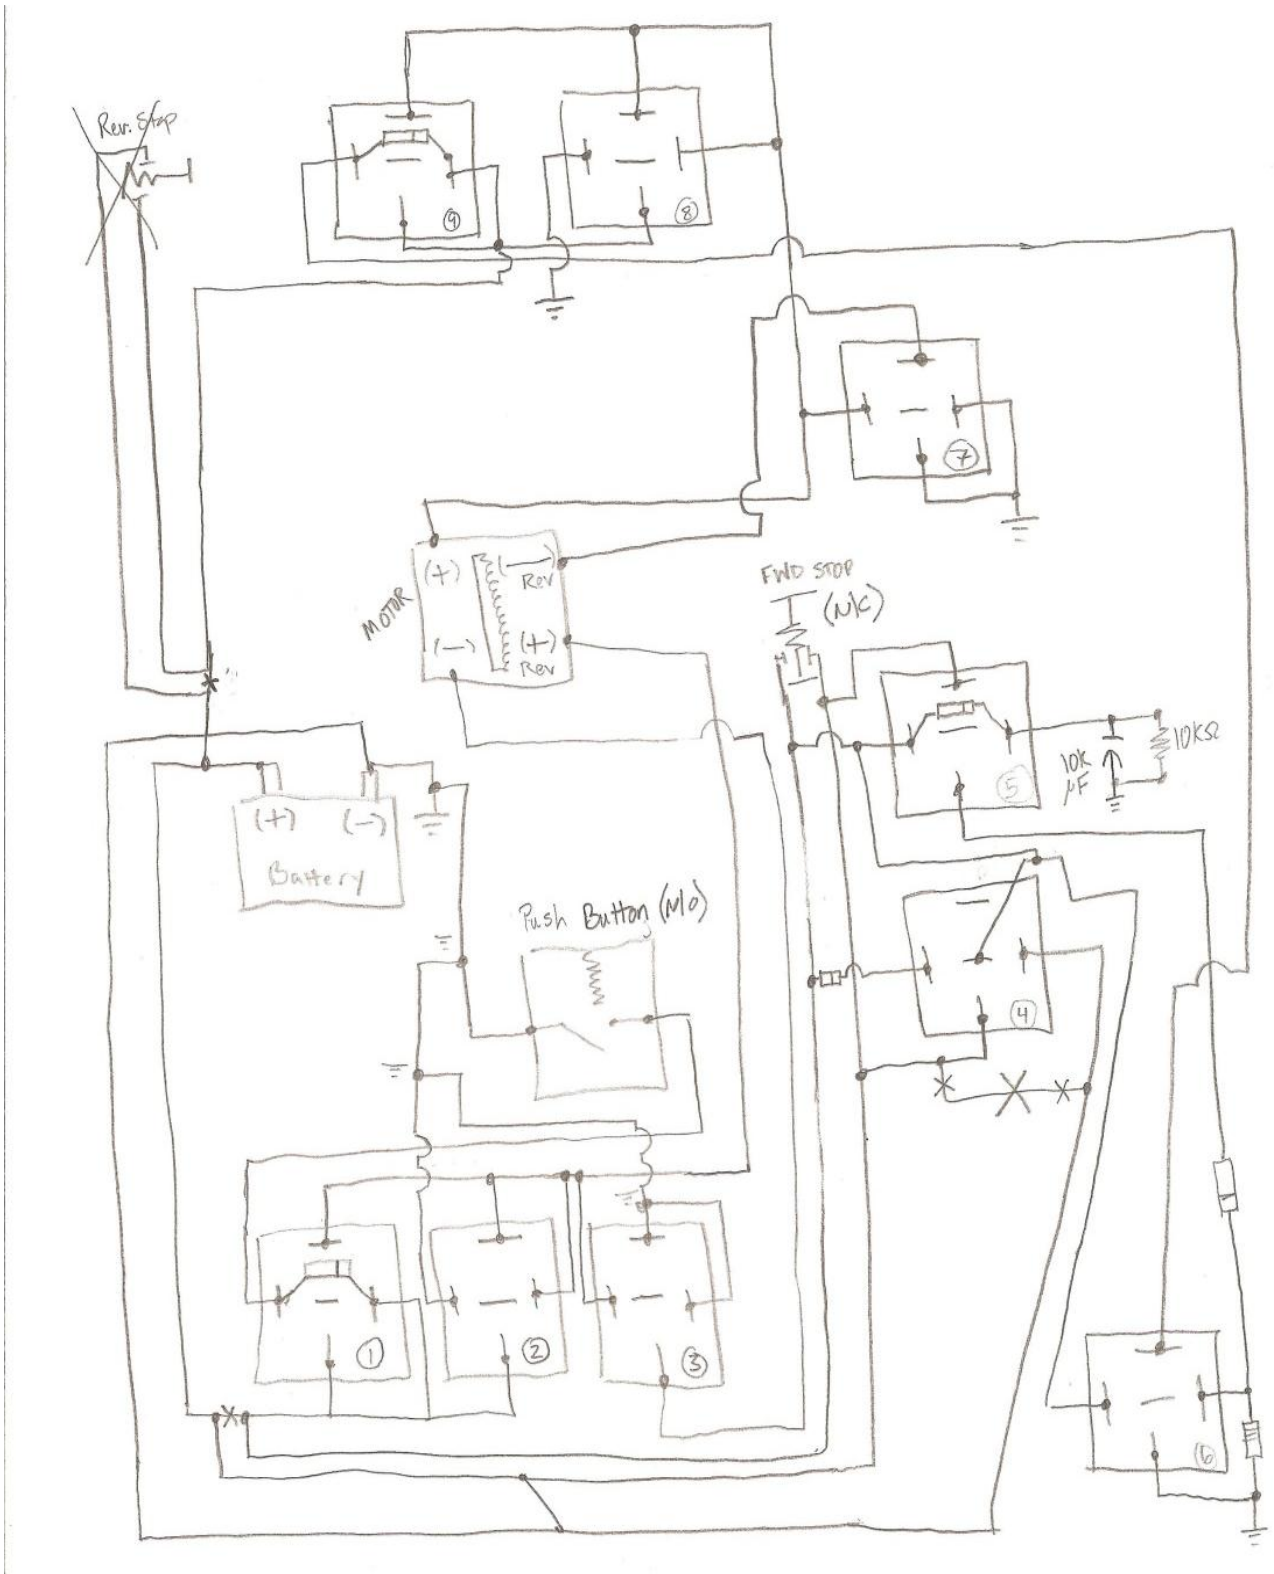 Rev. Stop
9
8
7
(+)
(—)
Rev
MOTOR
(—)
(+)
Rev
FWD STOP
(N/C)
5
10K
µF
10KΩ
(+)
(—)
Battery
Push Button (N/O)
4
1
2
3
6